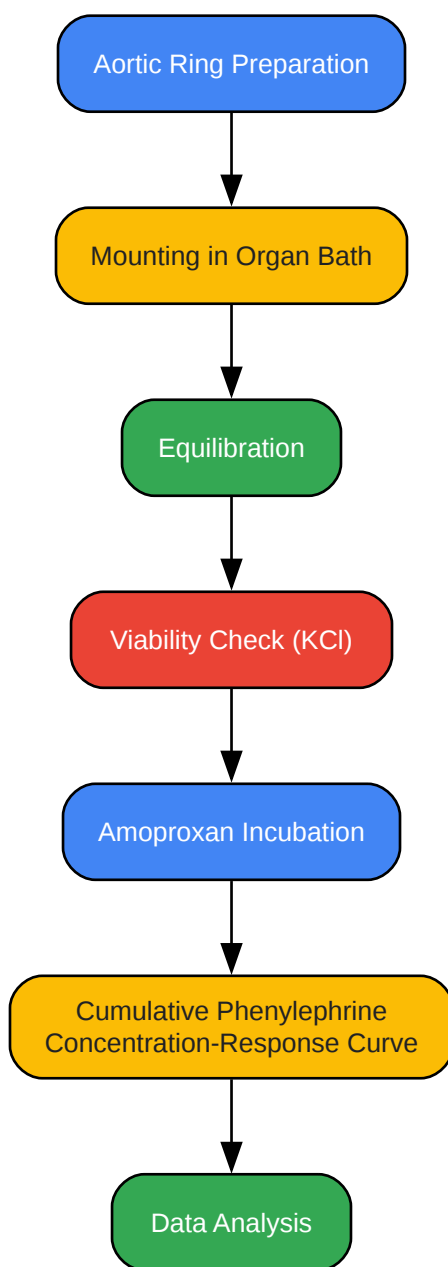 Aortic Ring Preparation
Mounting in Organ Bath
Equilibration
Viability Check (KCl)
Amoproxan Incubation
Cumulative Phenylephrine
Concentration-Response Curve
Data Analysis